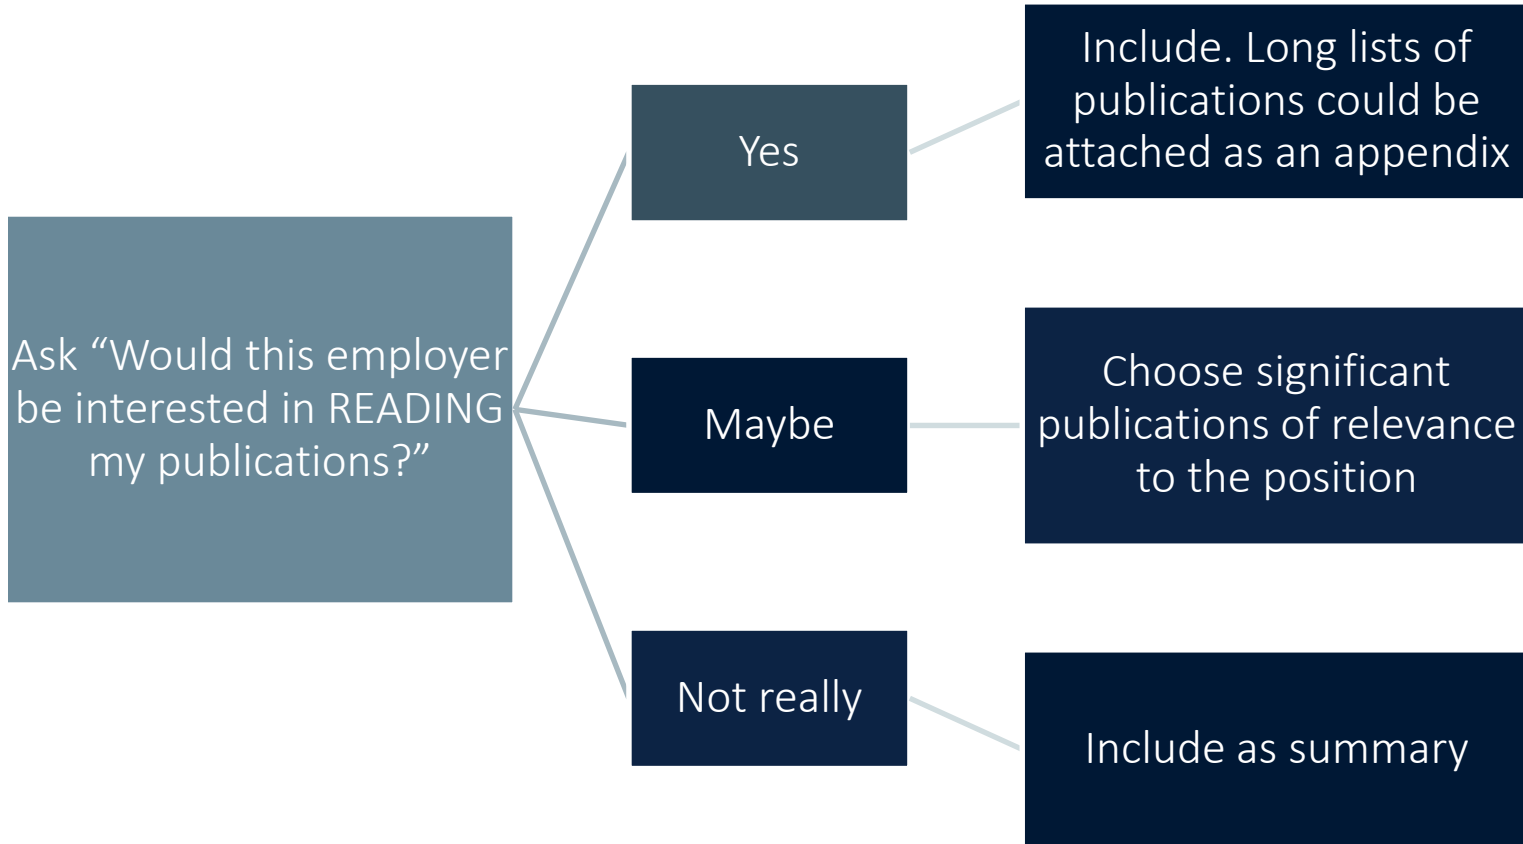 Ask “Would this employer
be interested in READING
my publications?”
Yes
Include. Long lists of
publications could be
attached as an appendix
Maybe
Choose significant
publications of relevance
to the position
Not really
Include as summary